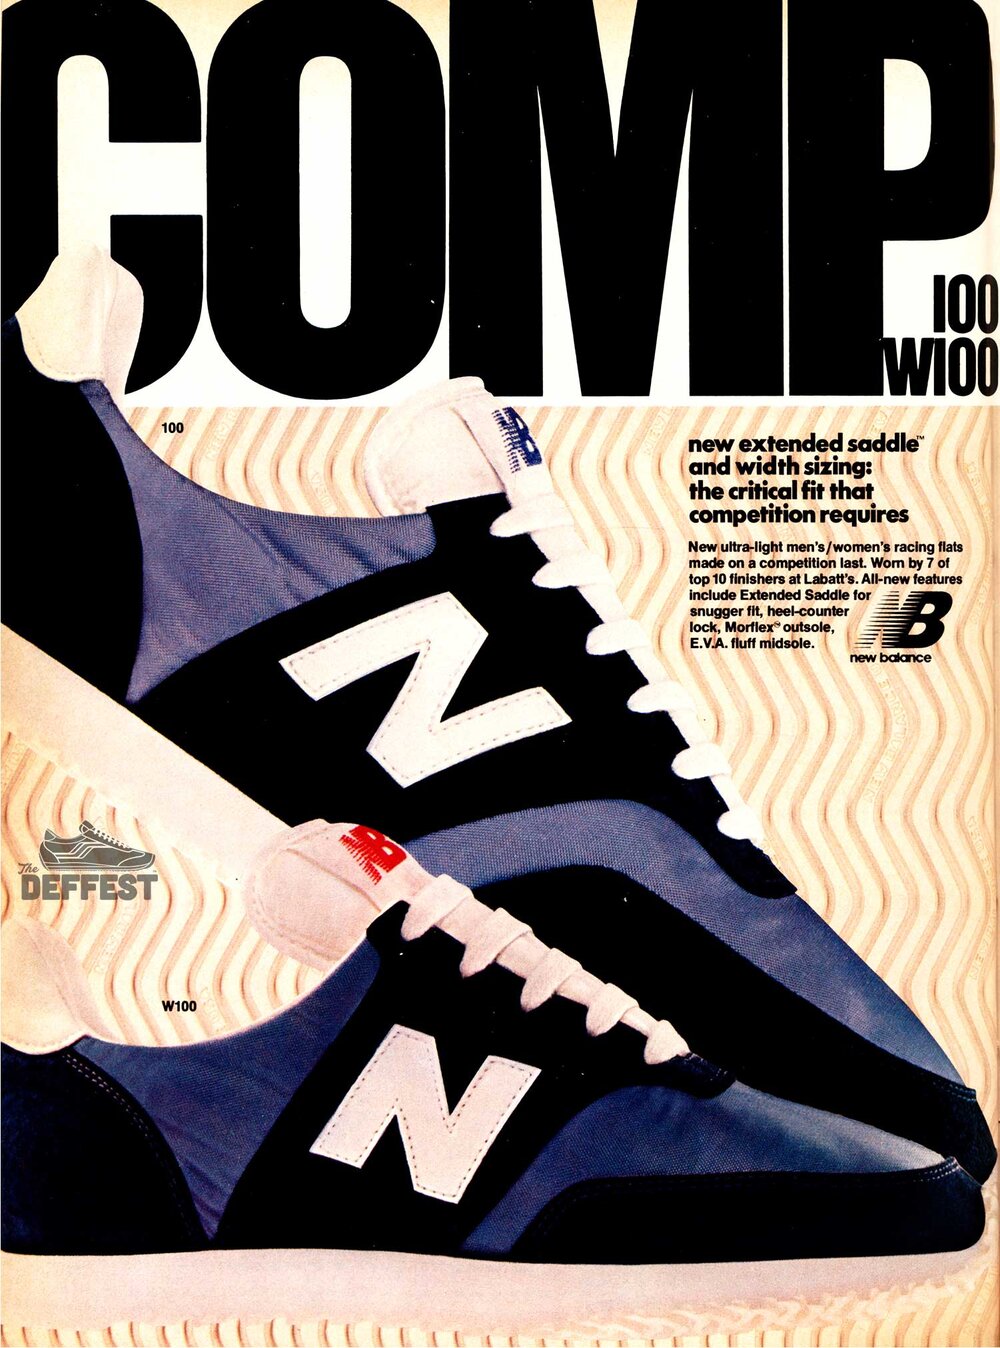 COMP
100
W100
100
new extended saddle™
and width sizing:
the critical fit that
competition requires
New ultra-light men's/women's racing flats
made on a competition last. Worn by 7 of
top 10 finishers at Labatt's. All-new features
include Extended Saddle for
snugger fit, heel-counter
lock, Morflex℠ outsole,
E.V.A. fluff midsole.
NB
new balance
NB
N
NB
The
DEFFEST
W100
N